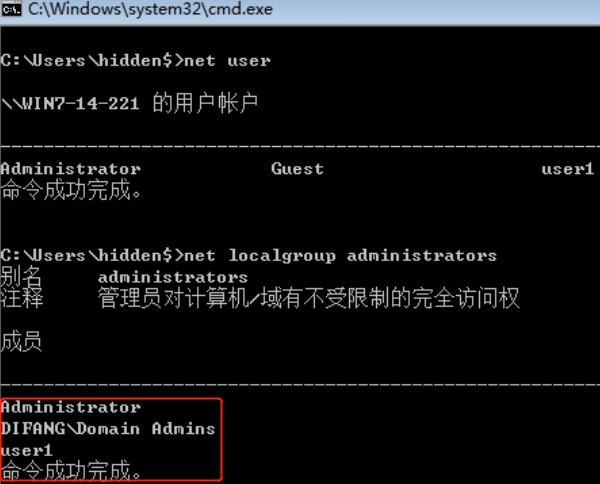 C:\Windows\system32\cmd.exe
C:\Users\hidden$>net user
\\WIN7-14-221 的用户帐户
-------------------------------------------------------------------------------
Administrator Guest user1
命令成功完成。
C:\Users\hidden$>net localgroup administrators
别名 administrators
注释 管理员对计算机/域有不受限制的完全访问权
成员
-------------------------------------------------------------------------------
Administrator
DIFANG\Domain Admins
user1
命令成功完成。